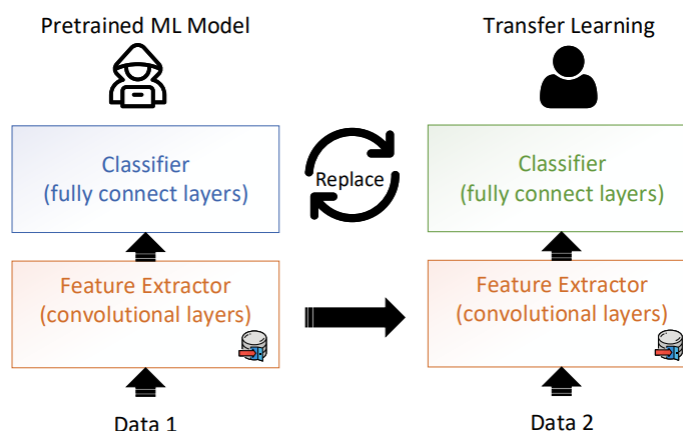 Pretrained ML Model
Transfer Learning
Classifier
(fully connect layers)
Replace
Classifier
(fully connect layers)
Feature Extractor
(convolutional layers)
Feature Extractor
(convolutional layers)
Data 1
Data 2